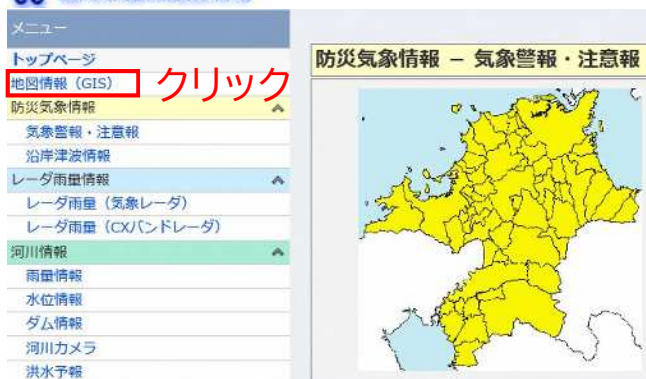 メニュー
トップページ
地図情報（GIS）
クリック
防災気象情報
気象警報・注意報
沿岸津波情報
レーダ雨量情報
レーダ雨量（気象レーダ）
レーダ雨量（CXバンドレーダ）
河川情報
雨量情報
水位情報
ダム情報
河川カメラ
洪水予報
防災気象情報 － 気象警報・注意報